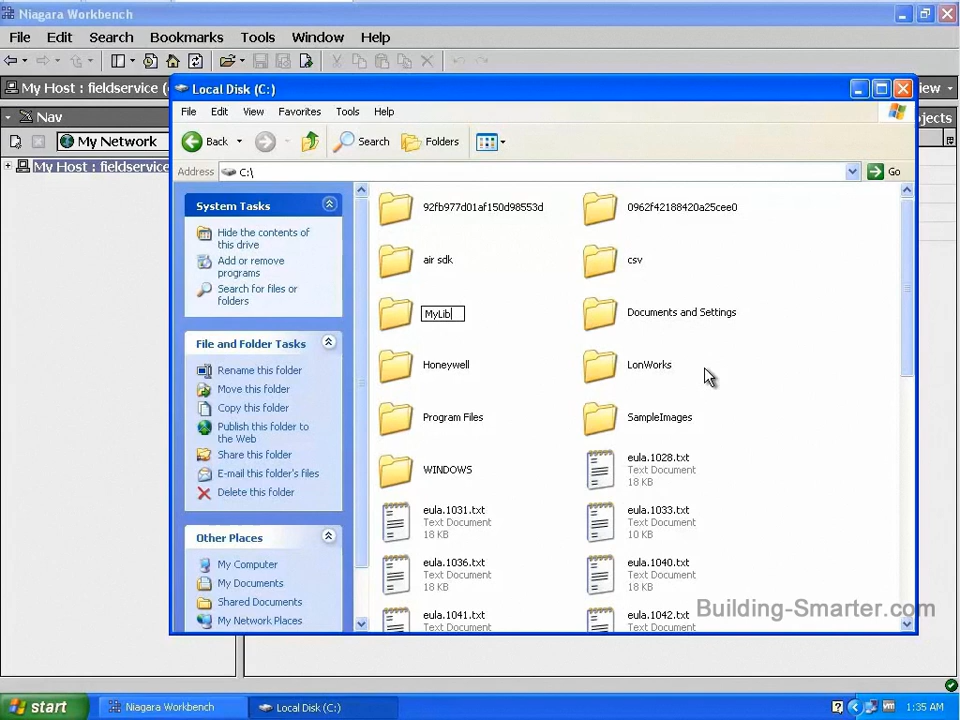 Niagara Workbench
File Edit Search Bookmarks Tools Window Help
My Host : fieldservice (
Local Disk (C:)
iew
Nav
File Edit View Favorites Tools Help
ojects
My Network
Back Search Folders
My Host : fieldservice
Address C:\ Go
System Tasks
Hide the contents of
this drive
Add or remove
programs
Search for files or
folders
File and Folder Tasks
Rename this folder
Move this folder
Copy this folder
Publish this folder to
the Web
Share this folder
E-mail this folder's files
Delete this folder
Other Places
My Computer
My Documents
Shared Documents
My Network Places
92fb977d01af150d98553d
0962f42188420a25cee0
air sdk
csv
MyLib
Documents and Settings
Honeywell
LonWorks
Program Files
SampleImages
WINDOWS
eula.1028.txt
Text Document
18 KB
eula.1031.txt
Text Document
18 KB
eula.1033.txt
Text Document
10 KB
eula.1036.txt
Text Document
18 KB
eula.1040.txt
Text Document
18 KB
eula.1041.txt
Text Document
eula.1042.txt
Text Document
Building-Smarter.com
start
Niagara Workbench
Local Disk (C:)
1:35 AM